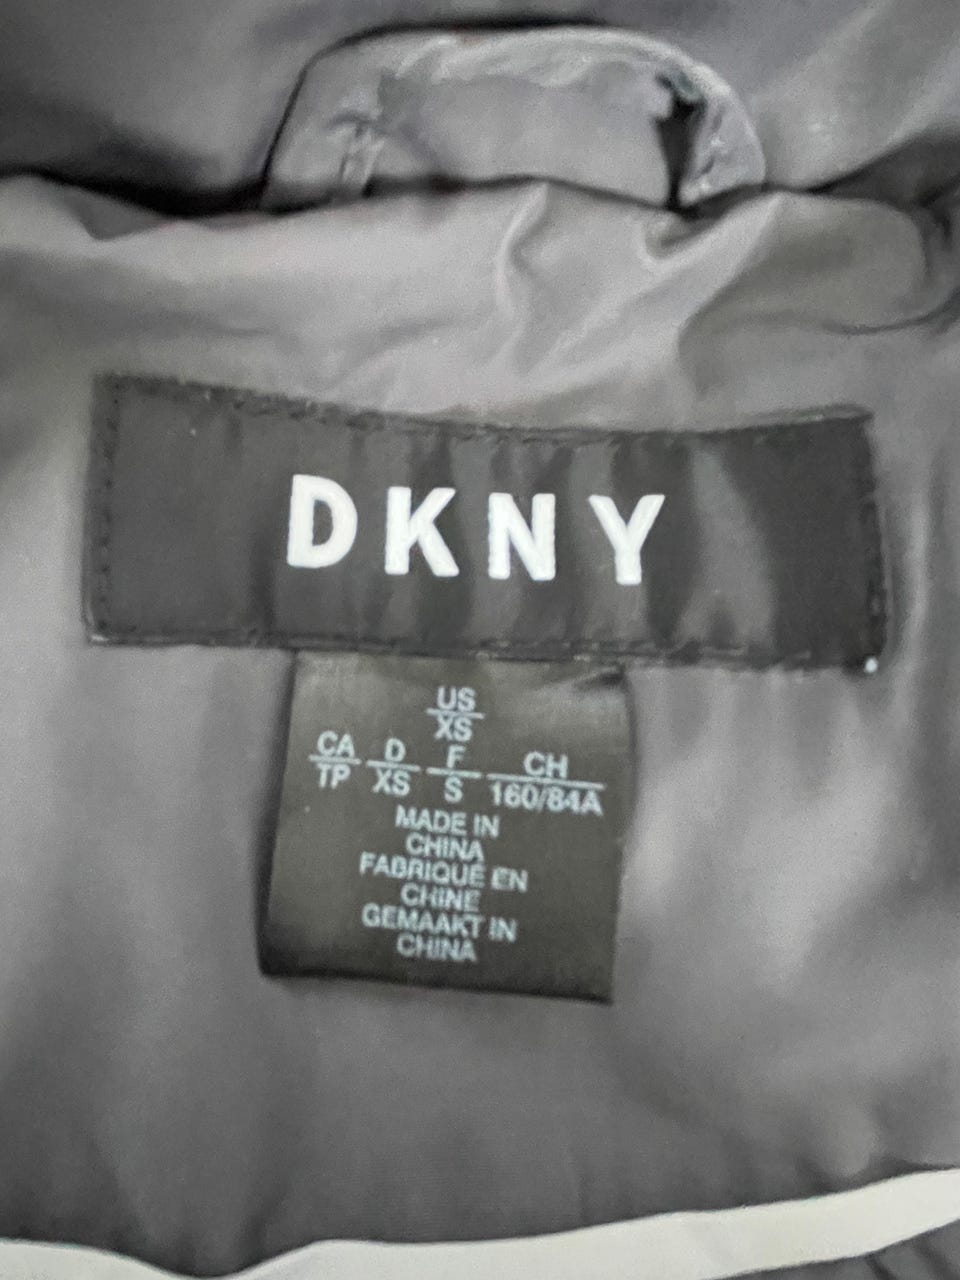 DKNY
US
XS
CA D F CH
TP XS S 160/84A
MADE IN
CHINA
FABRIQUÉ EN
CHINE
GEMAAKT IN
CHINA